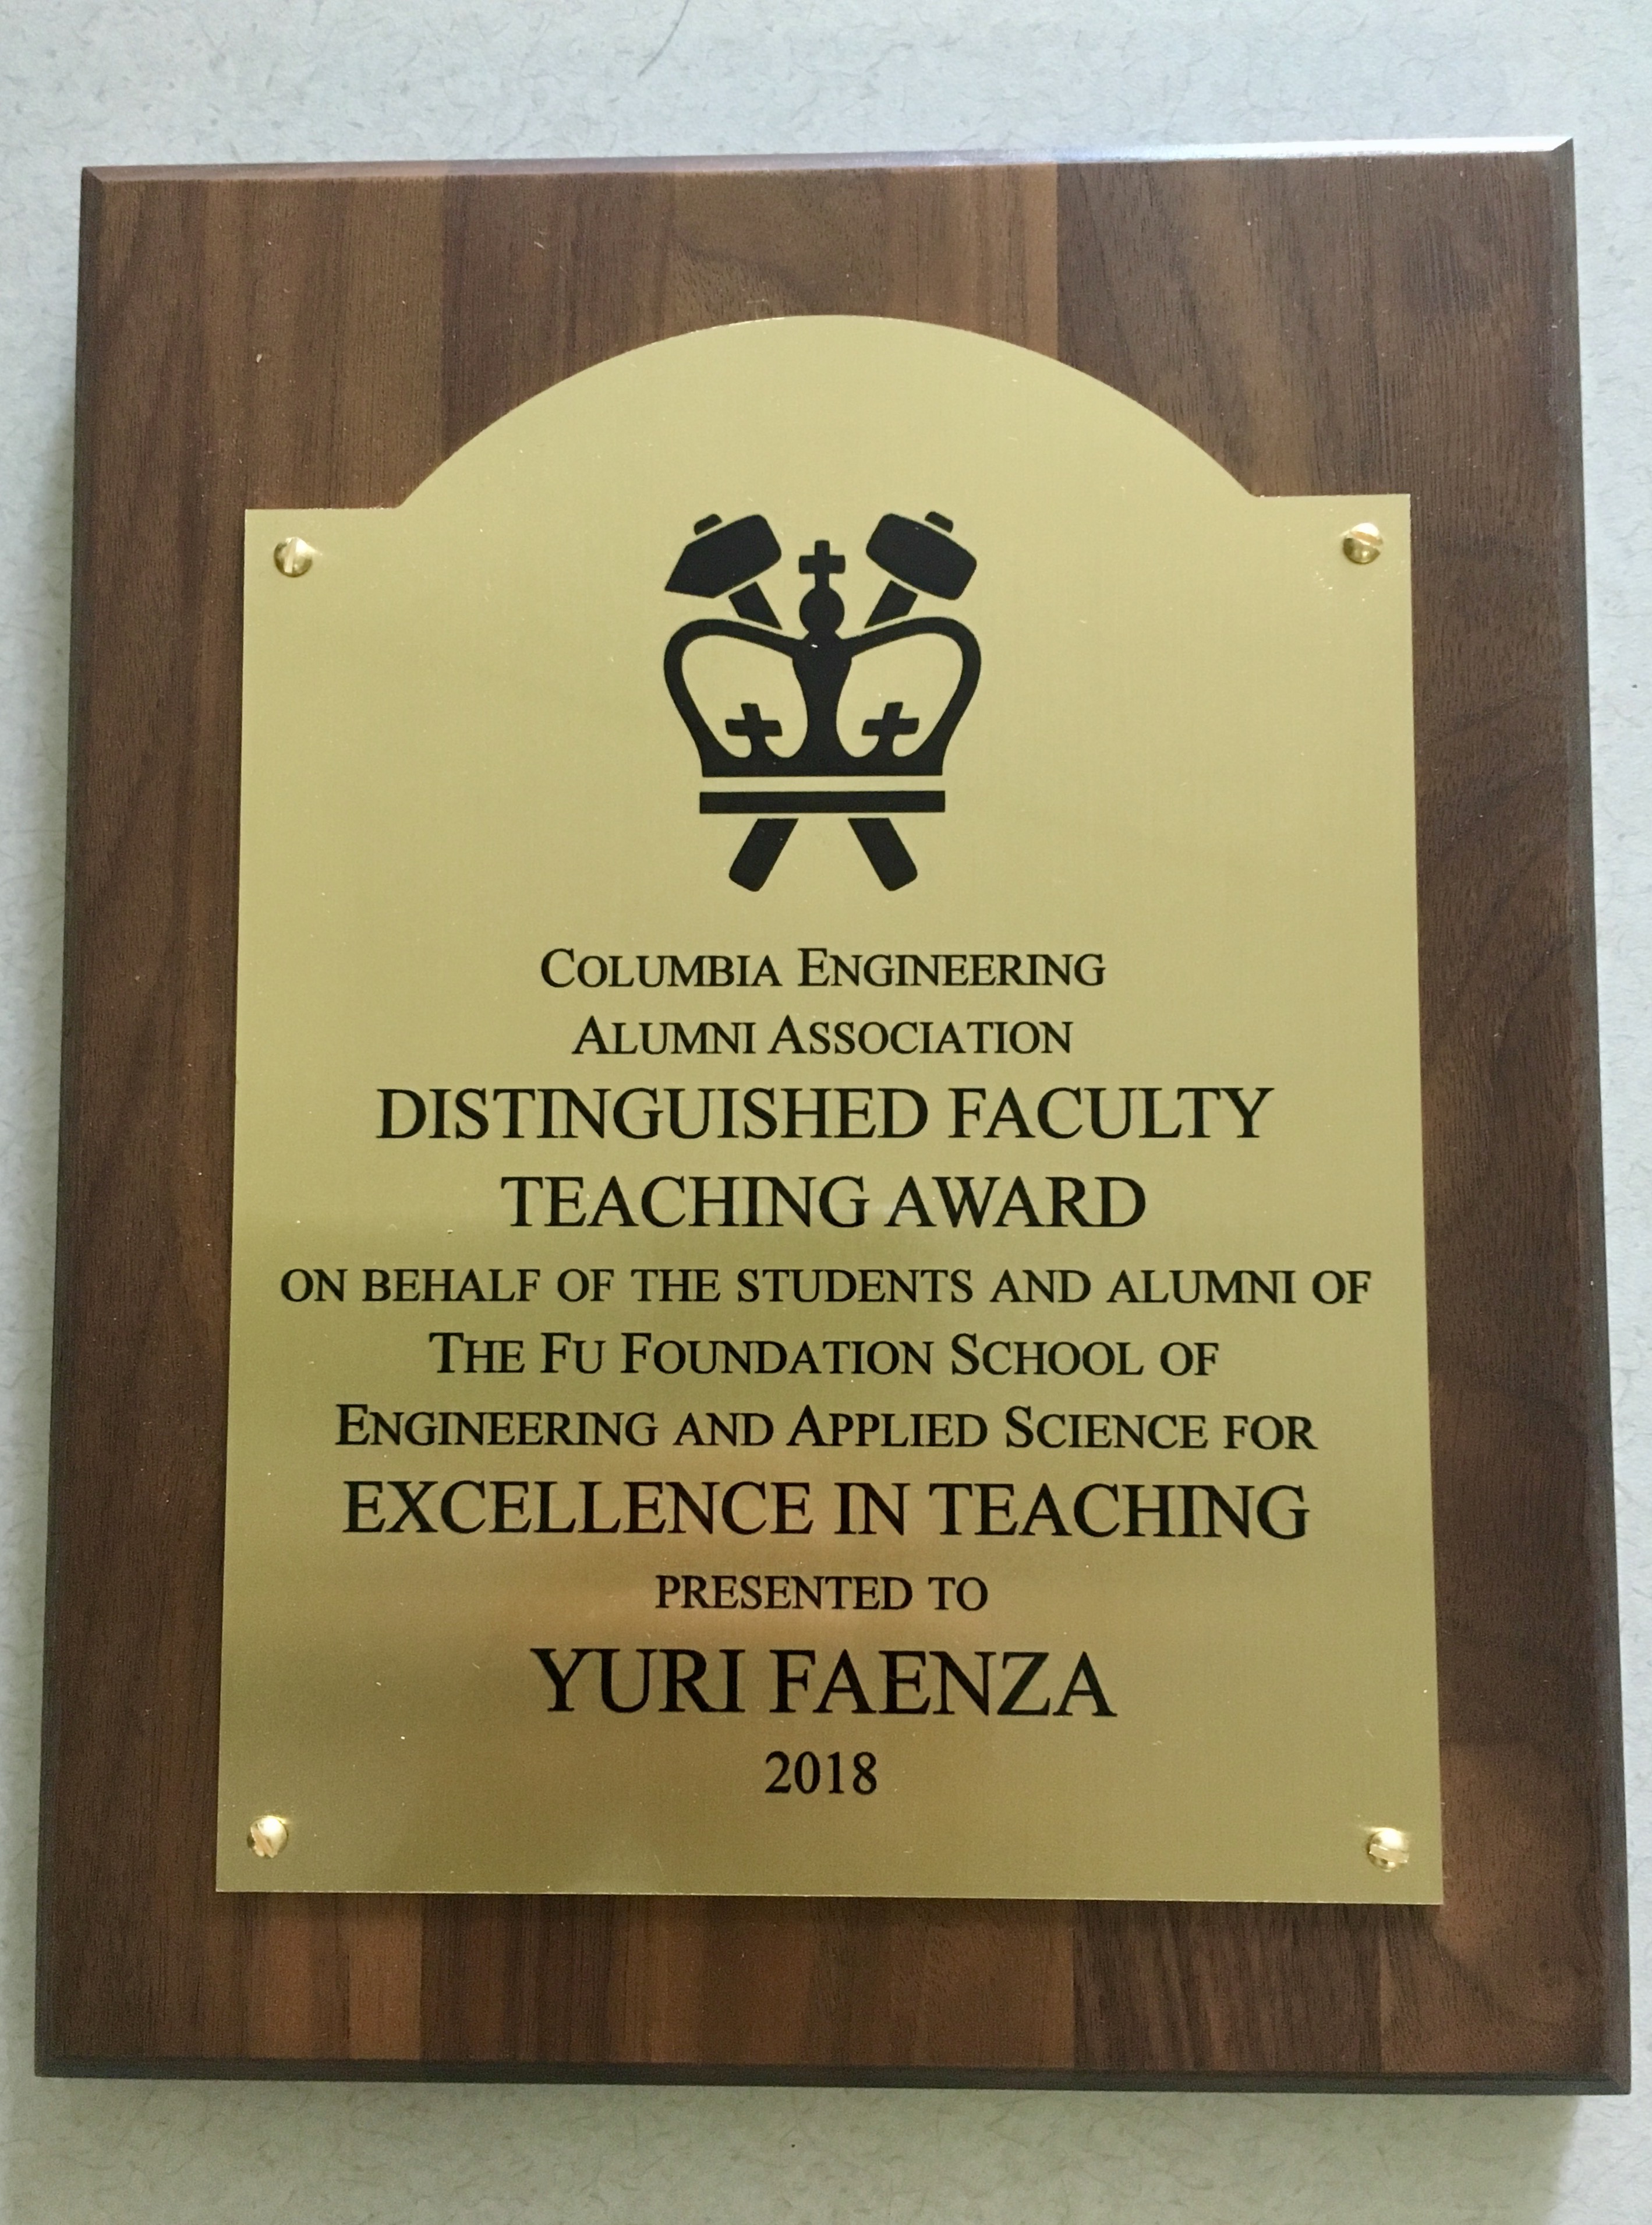 COLUMBIA ENGINEERING
ALUMNI ASSOCIATION
DISTINGUISHED FACULTY
TEACHING AWARD
ON BEHALF OF THE STUDENTS AND ALUMNI OF
THE FU FOUNDATION SCHOOL OF
ENGINEERING AND APPLIED SCIENCE FOR
EXCELLENCE IN TEACHING
PRESENTED TO
YURI FAENZA
2018